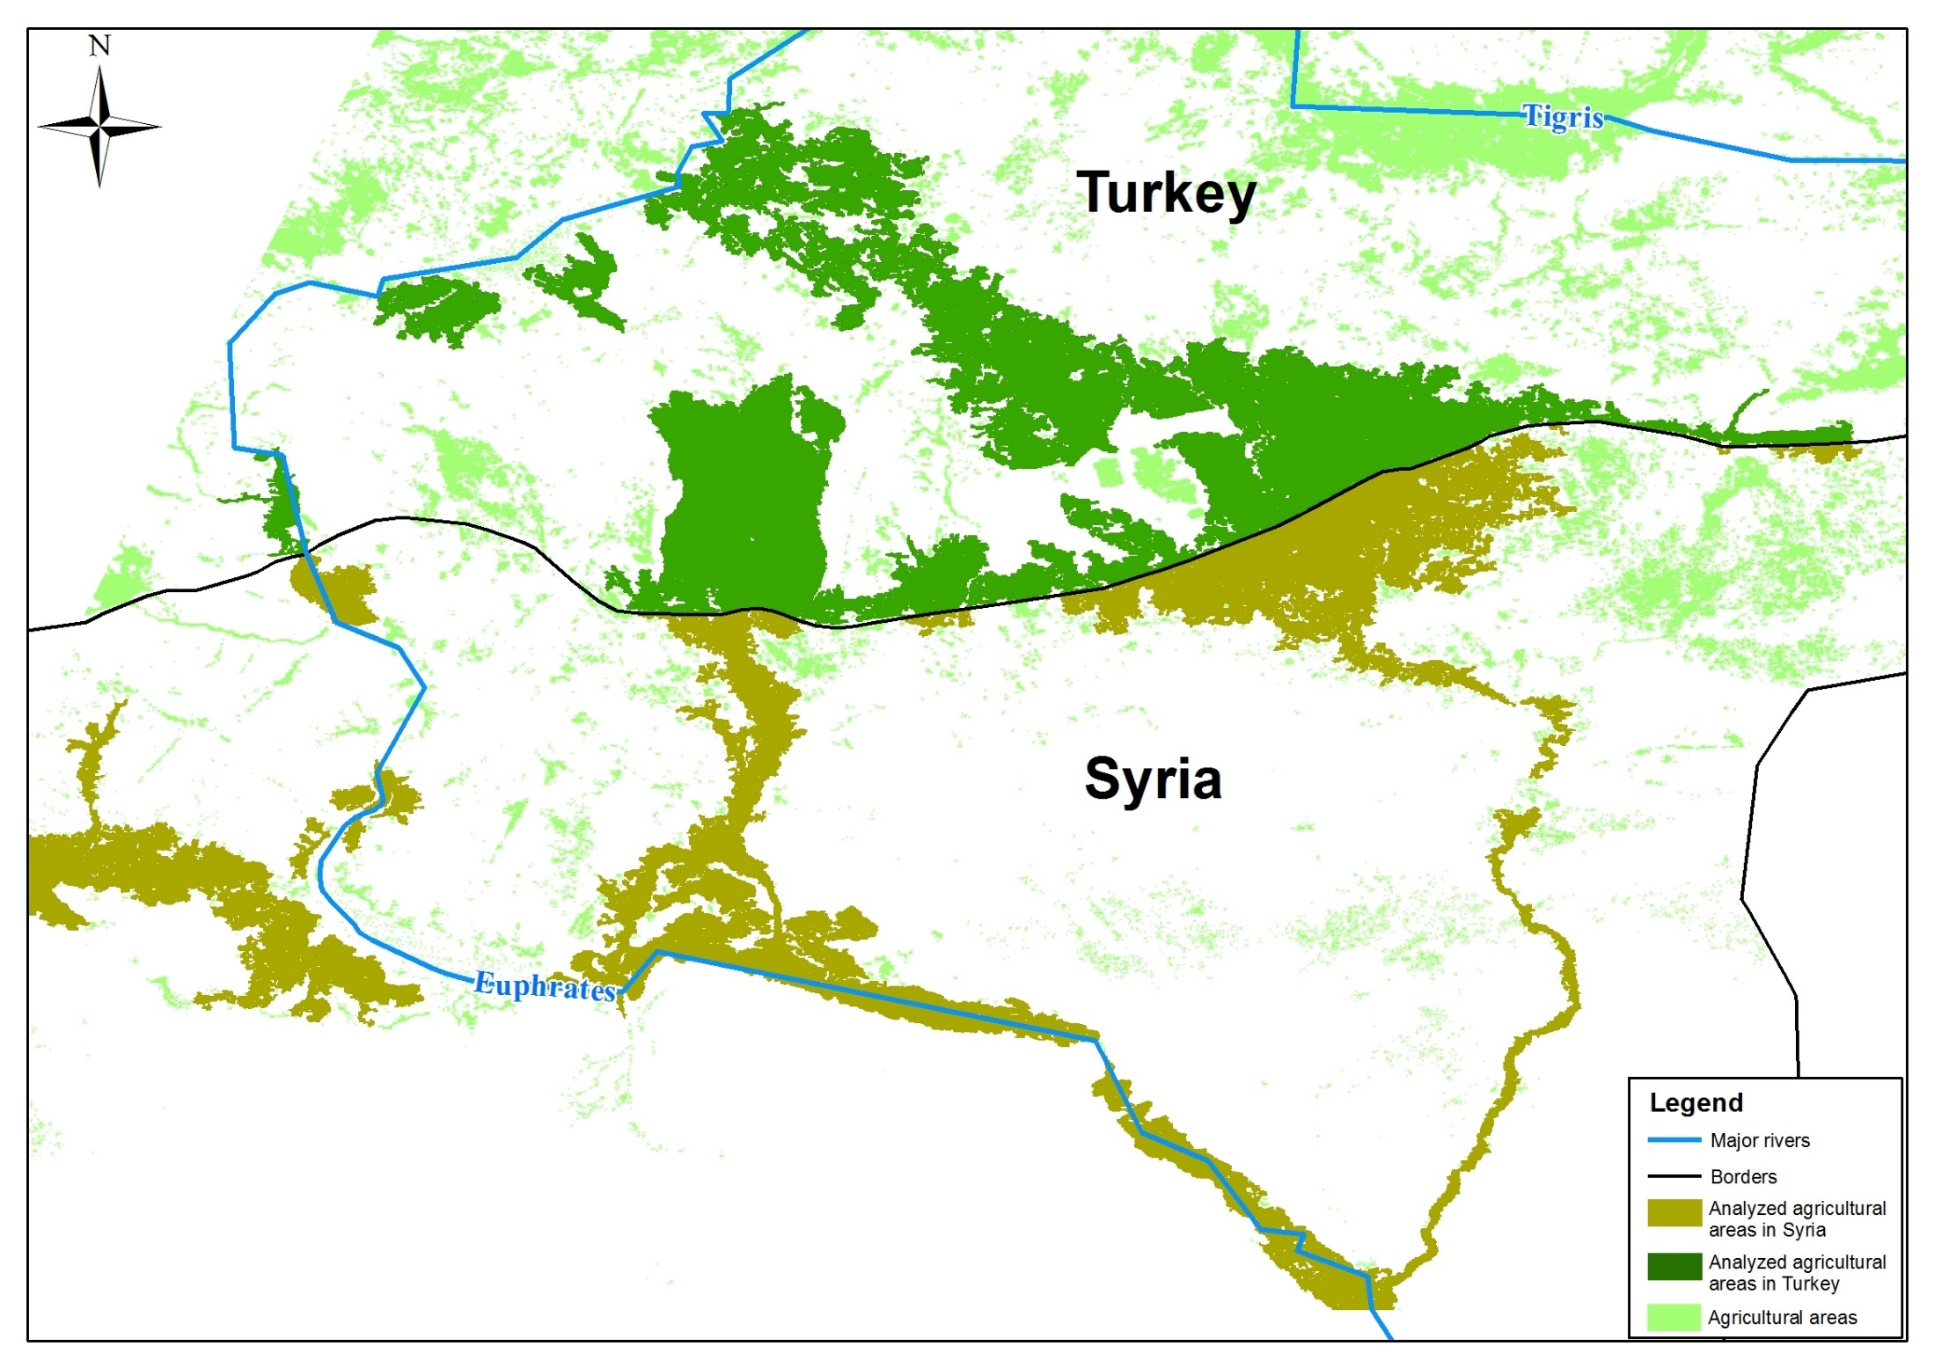 N
Tigris
Turkey
Syria
Euphrates
Legend
Major rivers
Borders
Analyzed agricultural
areas in Syria
Analyzed agricultural
areas in Turkey
Agricultural areas